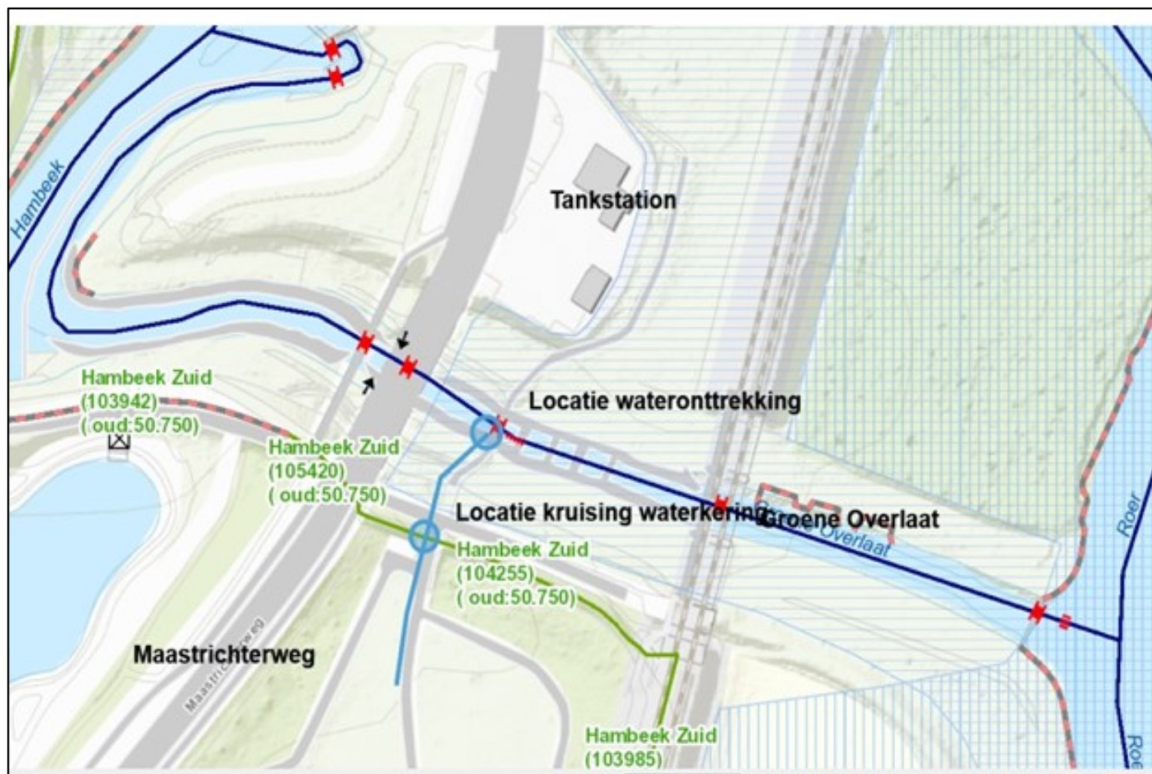 Hambeek
Tankstation
Hambeek Zuid
(103942)
( oud:50.750)
Locatie wateronttrekking
Hambeek Zuid
(105420)
( oud:50.750)
Locatie kruising waterkering
Groene Overlaat
Overlaat
Roer
Hambeek Zuid
(104255)
( oud:50.750)
Maastrichterweg
Maastrichterweg
Hambeek Zuid
(103985)
Roe